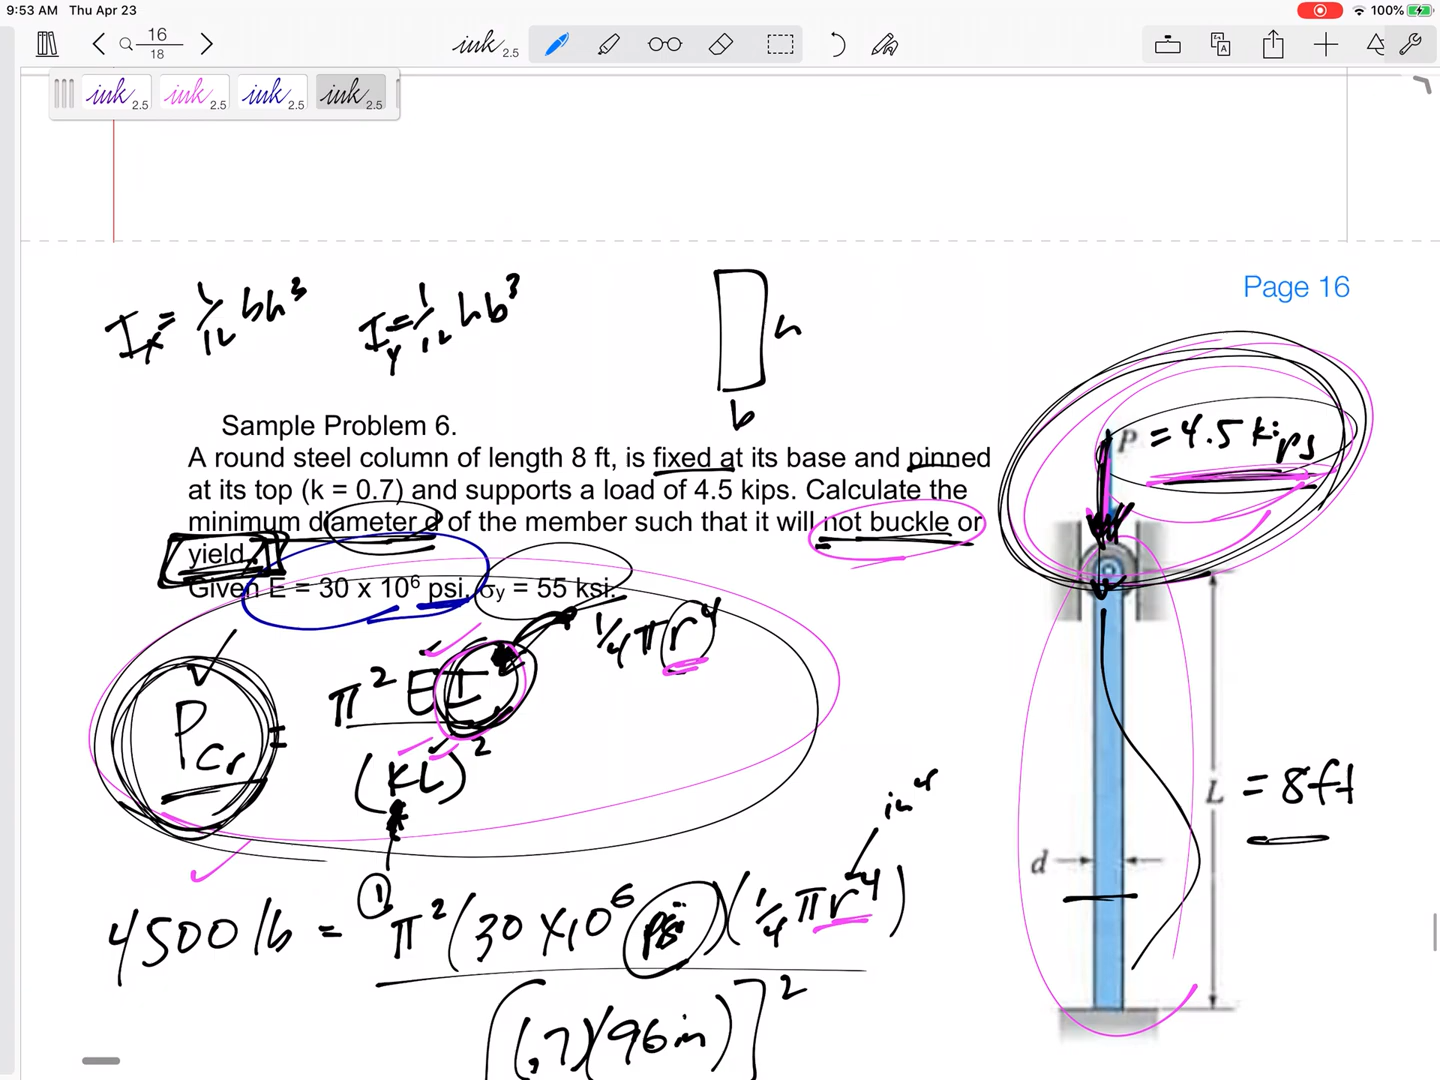 9:53 AM Thu Apr 23
100%
16
18
ink 2.5
ink 2.5
ink 2.5
ink 2.5
ink 2.5
Page 16
Ix = 1/12 bh³
Iy = 1/12 hb³
h
b
Sample Problem 6.
A round steel column of length 8 ft, is fixed at its base and pinned
at its top (k = 0.7) and supports a load of 4.5 kips. Calculate the
minimum diameter d of the member such that it will not buckle or
yield.
Given E = 30 x 10⁶ psi, σy = 55 ksi.
P = 4.5 kips
1/4 π r⁴
Pcr = π² E I
(KL)²
L = 8ft
d
in⁴
1
4500 lb = π² (30 x 10⁶ psi)(1/4 π r⁴)
[(.7)(96 in)]²